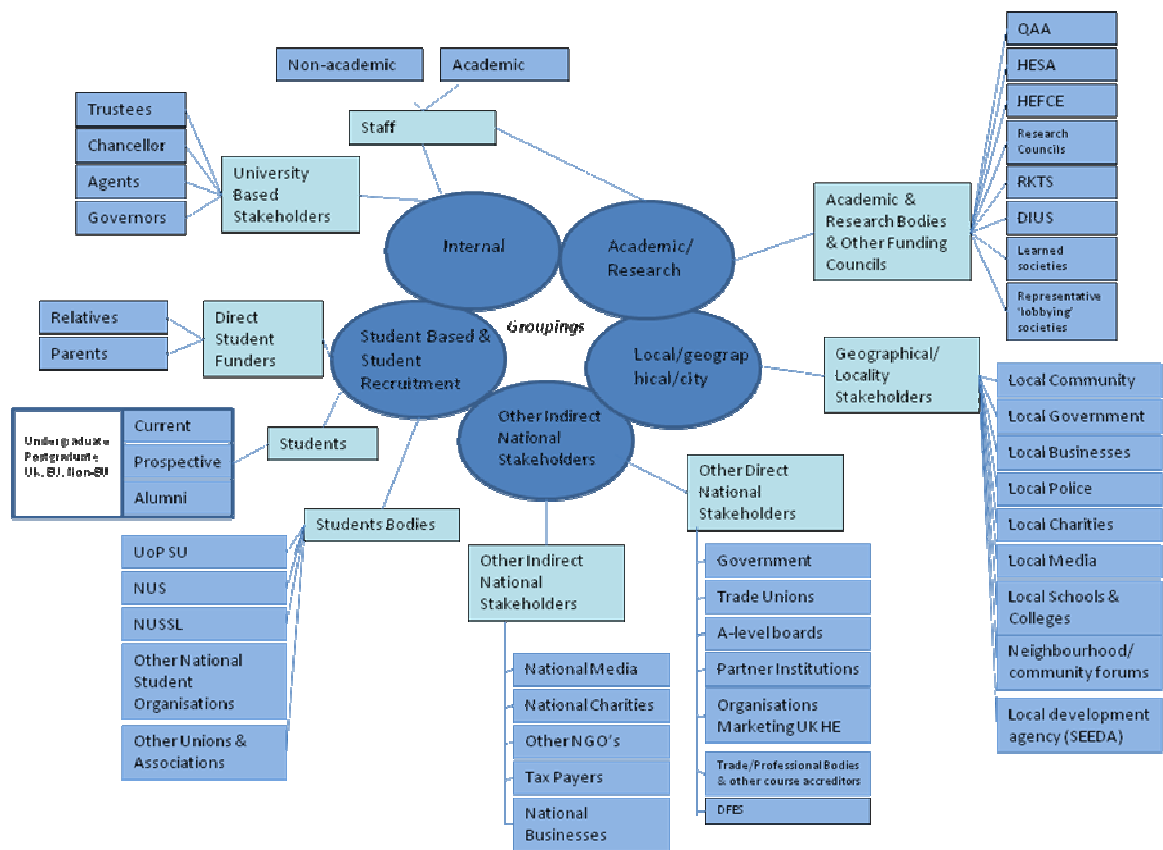 Non-academic
Academic
Staff
Trustees
Chancellor
Agents
Governors
University
Based
Stakeholders
Internal
Academic/
Research
Academic &
Research Bodies
& Other Funding
Councils
QAA
HESA
HEFCE
Research
Councils
RKTS
DIUS
Learned
societies
Representative
'lobbying'
societies
Relatives
Parents
Direct
Student
Funders
Student Based &
Student
Recruitment
Groupings
Local/geograp
hical/city
Geographical/
Locality
Stakeholders
Local Community
Local Government
Local Businesses
Local Police
Local Charities
Local Media
Local Schools &
Colleges
Neighbourhood/
community forums
Local development
agency (SEEDA)
Undergraduate
Postgraduate
Uk. EU. Non-EU
Current
Prospective
Alumni
Students
Other Indirect
National
Stakeholders
Students Bodies
UoP SU
NUS
NUSSL
Other National
Student
Organisations
Other Unions &
Associations
Other Indirect
National
Stakeholders
National Media
National Charities
Other NGO's
Tax Payers
National
Businesses
Other Direct
National
Stakeholders
Government
Trade Unions
A-level boards
Partner Institutions
Organisations
Marketing UK HE
Trade/Professional Bodies
& other course accreditors
DFES